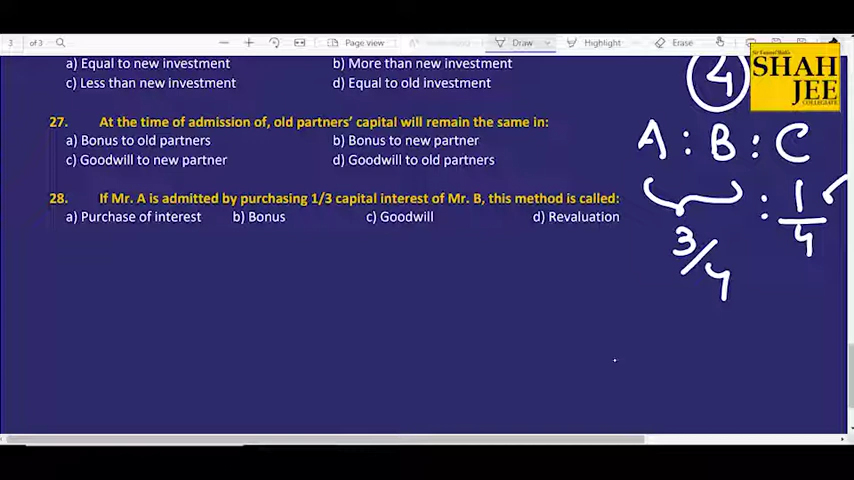 3 of 3 Page view Draw Highlight Erase
a) Equal to new investment b) More than new investment
c) Less than new investment d) Equal to old investment
27. At the time of admission of, old partners' capital will remain the same in:
a) Bonus to old partners b) Bonus to new partner
c) Goodwill to new partner d) Goodwill to old partners
28. If Mr. A is admitted by purchasing 1/3 capital interest of Mr. B, this method is called:
a) Purchase of interest b) Bonus c) Goodwill d) Revaluation
4
SHAH
JEE
COLLEGIATE
A : B : C
: 1/4
3/4